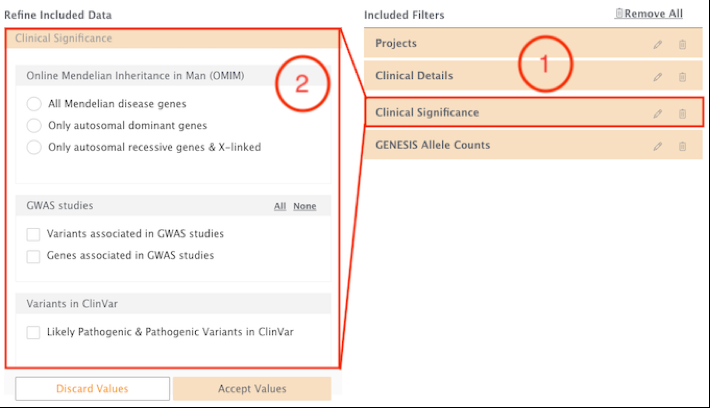 Refine Included Data
Clinical Significance
Online Mendelian Inheritance in Man (OMIM)
2
All Mendelian disease genes
Only autosomal dominant genes
Only autosomal recessive genes & X-linked
GWAS studies All None
Variants associated in GWAS studies
Genes associated in GWAS studies
Variants in ClinVar
Likely Pathogenic & Pathogenic Variants in ClinVar
Discard Values Accept Values
Included Filters Remove All
Projects
1
Clinical Details
Clinical Significance
GENESIS Allele Counts